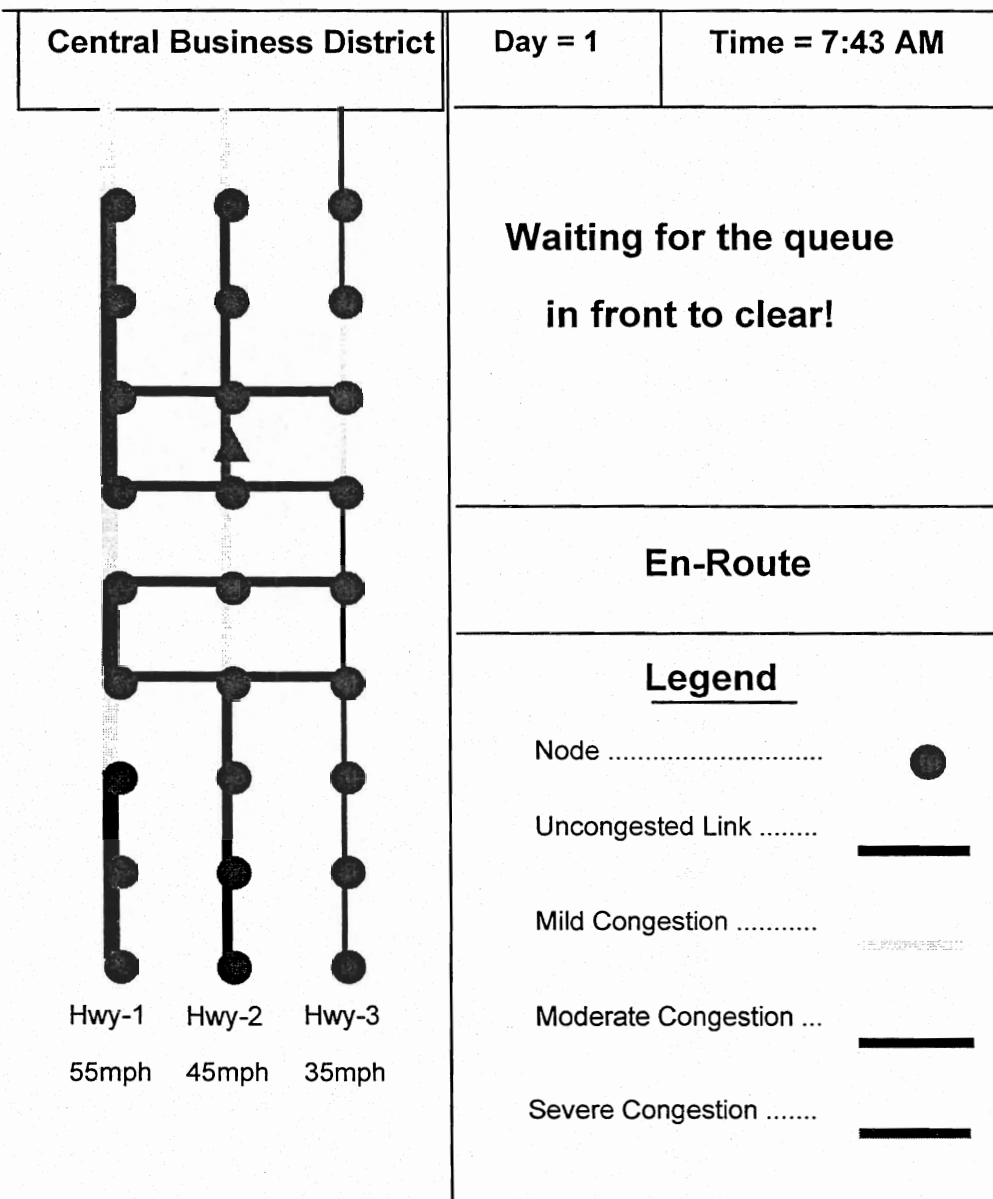 Central Business District
Day = 1
Time = 7:43 AM
Waiting for the queue
in front to clear!
En-Route
Legend
Node ............................
Uncongested Link ........
Mild Congestion ...........
Moderate Congestion ...
Severe Congestion .......
Hwy-1 Hwy-2 Hwy-3
55mph 45mph 35mph